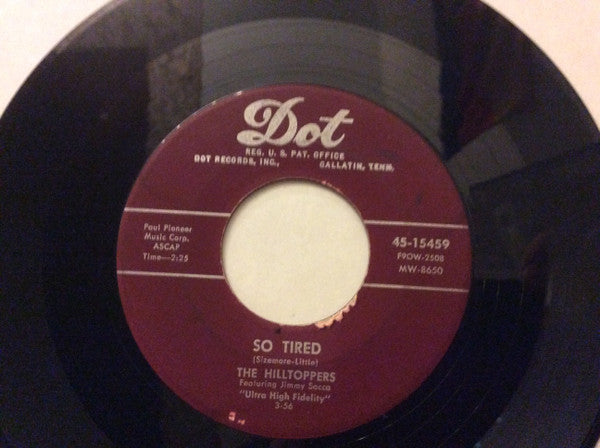 Dot
REG. U. S. PAT. OFFICE
DOT RECORDS, INC., GALLATIN, TENN.
Paul Pioneer
Music Corp.
ASCAP
Time—2:25
45-15459
F9OW-2508
MW-8650
SO TIRED
(Sizemore-Little)
THE HILLTOPPERS
Featuring Jimmy Sacca
"Ultra High Fidelity"
3-56